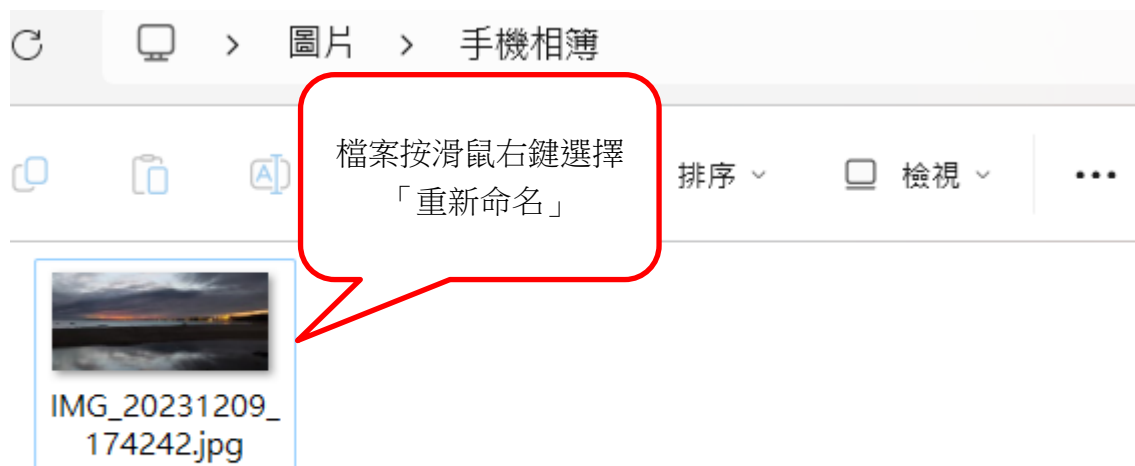 圖片 > 手機相簿
檔案按滑鼠右鍵選擇
「重新命名」
排序
檢視
IMG_20231209_
174242.jpg